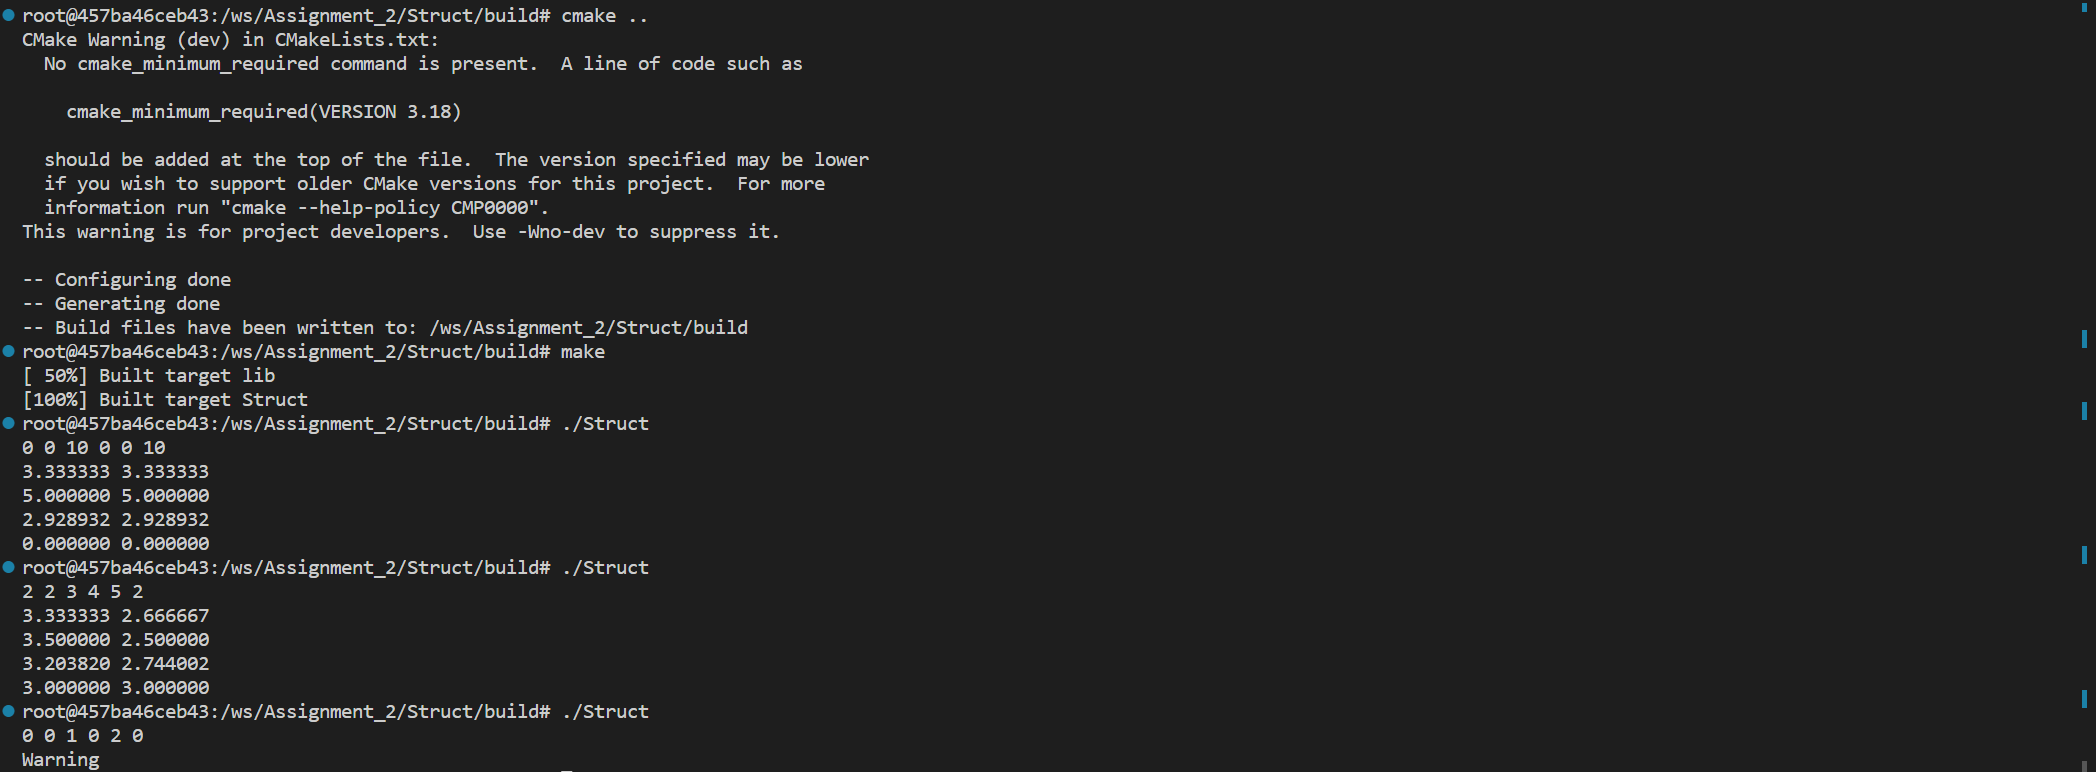 root@457ba46ceb43:/ws/Assignment_2/Struct/build# cmake ..
CMake Warning (dev) in CMakeLists.txt:
  No cmake_minimum_required command is present.  A line of code such as

    cmake_minimum_required(VERSION 3.18)

  should be added at the top of the file.  The version specified may be lower
  if you wish to support older CMake versions for this project.  For more
  information run "cmake --help-policy CMP0000".
This warning is for project developers.  Use -Wno-dev to suppress it.

-- Configuring done
-- Generating done
-- Build files have been written to: /ws/Assignment_2/Struct/build
root@457ba46ceb43:/ws/Assignment_2/Struct/build# make
[ 50%] Built target lib
[100%] Built target Struct
root@457ba46ceb43:/ws/Assignment_2/Struct/build# ./Struct
0 0 10 0 0 10
3.333333 3.333333
5.000000 5.000000
2.928932 2.928932
0.000000 0.000000
root@457ba46ceb43:/ws/Assignment_2/Struct/build# ./Struct
2 2 3 4 5 2
3.333333 2.666667
3.500000 2.500000
3.203820 2.744002
3.000000 3.000000
root@457ba46ceb43:/ws/Assignment_2/Struct/build# ./Struct
0 0 1 0 2 0
Warning